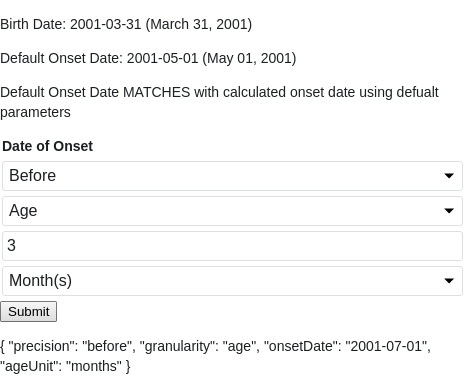 Birth Date: 2001-03-31 (March 31, 2001)
Default Onset Date: 2001-05-01 (May 01, 2001)
Default Onset Date MATCHES with calculated onset date using defualt
parameters
Date of Onset
Before
Age
3
Month(s)
Submit
{ "precision": "before", "granularity": "age", "onsetDate": "2001-07-01",
"ageUnit": "months" }